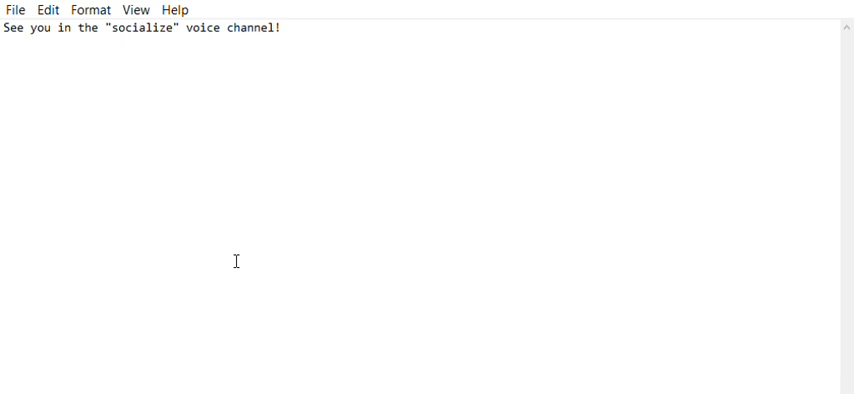 File Edit Format View Help
See you in the "socialize" voice channel!